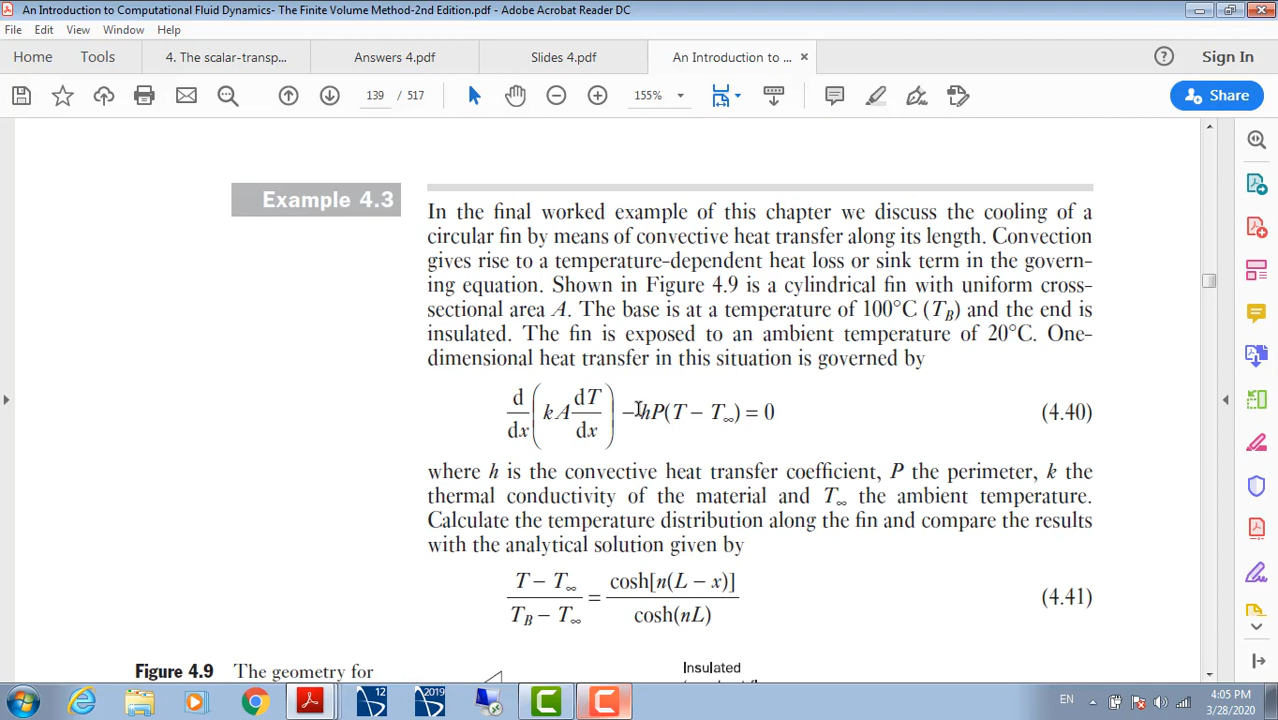 An Introduction to Computational Fluid Dynamics- The Finite Volume Method-2nd Edition.pdf - Adobe Acrobat Reader DC
File Edit View Window Help
Home Tools 4. The scalar-transp... Answers 4.pdf Slides 4.pdf An Introduction to ... × Sign In
139 / 517 155% Share
Example 4.3
In the final worked example of this chapter we discuss the cooling of a
circular fin by means of convective heat transfer along its length. Convection
gives rise to a temperature-dependent heat loss or sink term in the govern-
ing equation. Shown in Figure 4.9 is a cylindrical fin with uniform cross-
sectional area A. The base is at a temperature of 100°C (T_B) and the end is
insulated. The fin is exposed to an ambient temperature of 20°C. One-
dimensional heat transfer in this situation is governed by
d/dx (kA dT/dx) − hP(T − T∞) = 0 (4.40)
where h is the convective heat transfer coefficient, P the perimeter, k the
thermal conductivity of the material and T∞ the ambient temperature.
Calculate the temperature distribution along the fin and compare the results
with the analytical solution given by
(T − T∞)/(T_B − T∞) = cosh[n(L − x)]/cosh(nL) (4.41)
Figure 4.9 The geometry for
Insulated
12 2019 EN 4:05 PM
3/28/2020